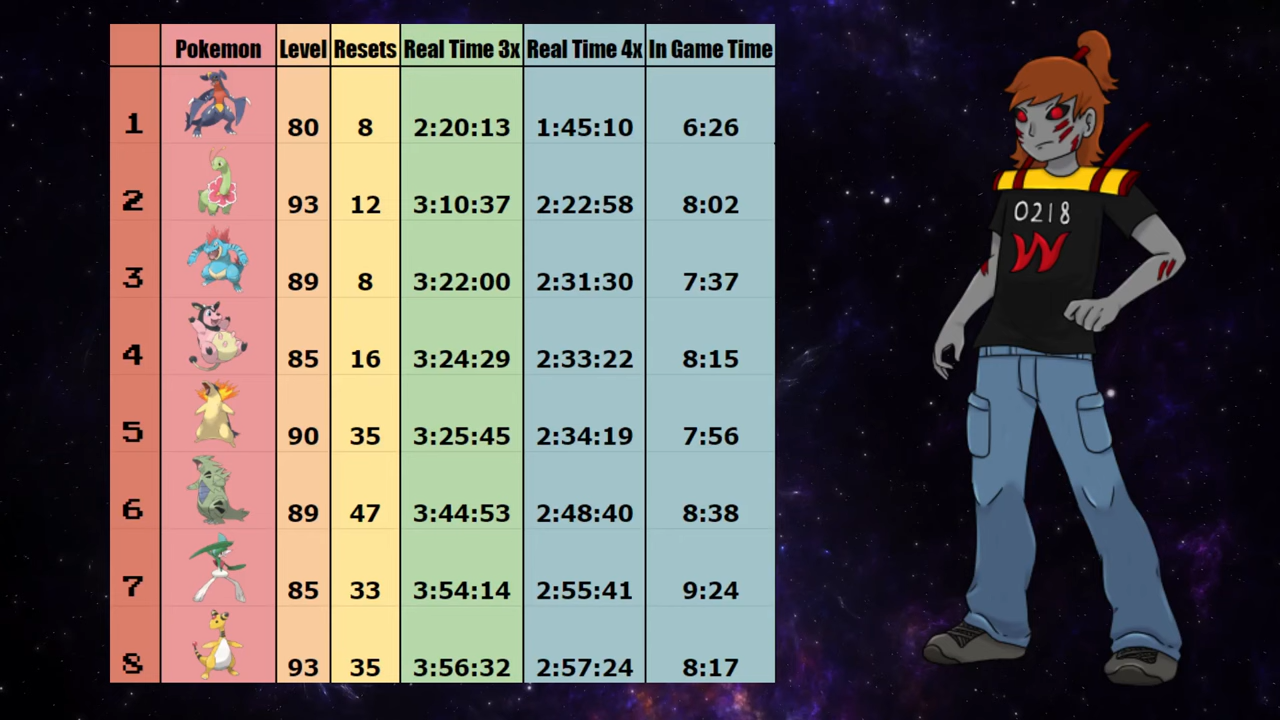 Pokemon Level Resets Real Time 3x Real Time 4x In Game Time
1 80 8 2:20:13 1:45:10 6:26
2 93 12 3:10:37 2:22:58 8:02
3 89 8 3:22:00 2:31:30 7:37
4 85 16 3:24:29 2:33:22 8:15
5 90 35 3:25:45 2:34:19 7:56
6 89 47 3:44:53 2:48:40 8:38
7 85 33 3:54:14 2:55:41 9:24
8 93 35 3:56:32 2:57:24 8:17
0218
W